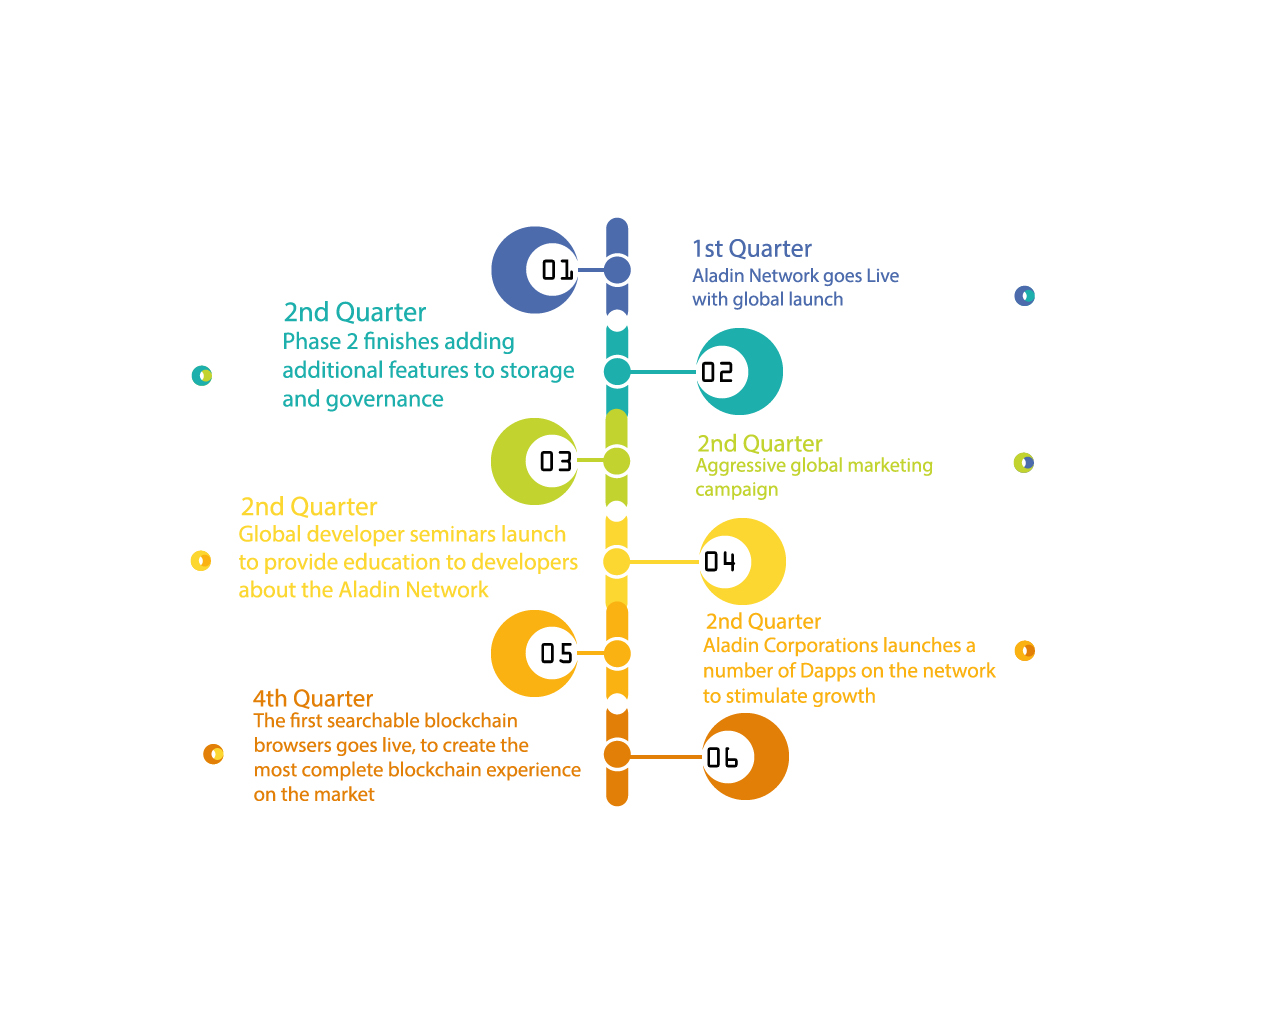 01
1st Quarter
Aladin Network goes Live
with global launch
2nd Quarter
Phase 2 finishes adding
additional features to storage
and governance
02
03
2nd Quarter
Aggressive global marketing
campaign
2nd Quarter
Global developer seminars launch
to provide education to developers
about the Aladin Network
04
05
2nd Quarter
Aladin Corporations launches a
number of Dapps on the network
to stimulate growth
4th Quarter
The first searchable blockchain
browsers goes live, to create the
most complete blockchain experience
on the market
06